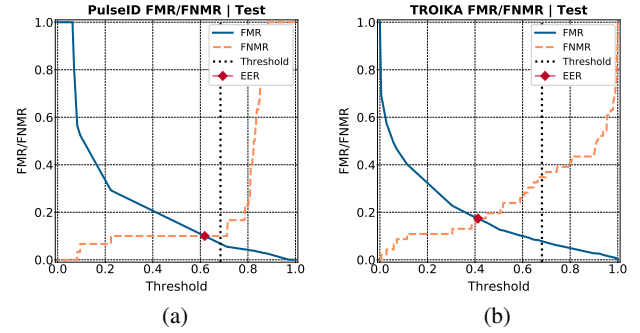 PulseID FMR/FNMR | Test
FMR/FNMR
1.0
0.8
0.6
0.4
0.2
0.0
0.0 0.2 0.4 0.6 0.8 1.0
Threshold
FMR
FNMR
Threshold
EER
(a)
TROIKA FMR/FNMR | Test
FMR/FNMR
1.0
0.8
0.6
0.4
0.2
0.0
0.0 0.2 0.4 0.6 0.8 1.0
Threshold
FMR
FNMR
Threshold
EER
(b)